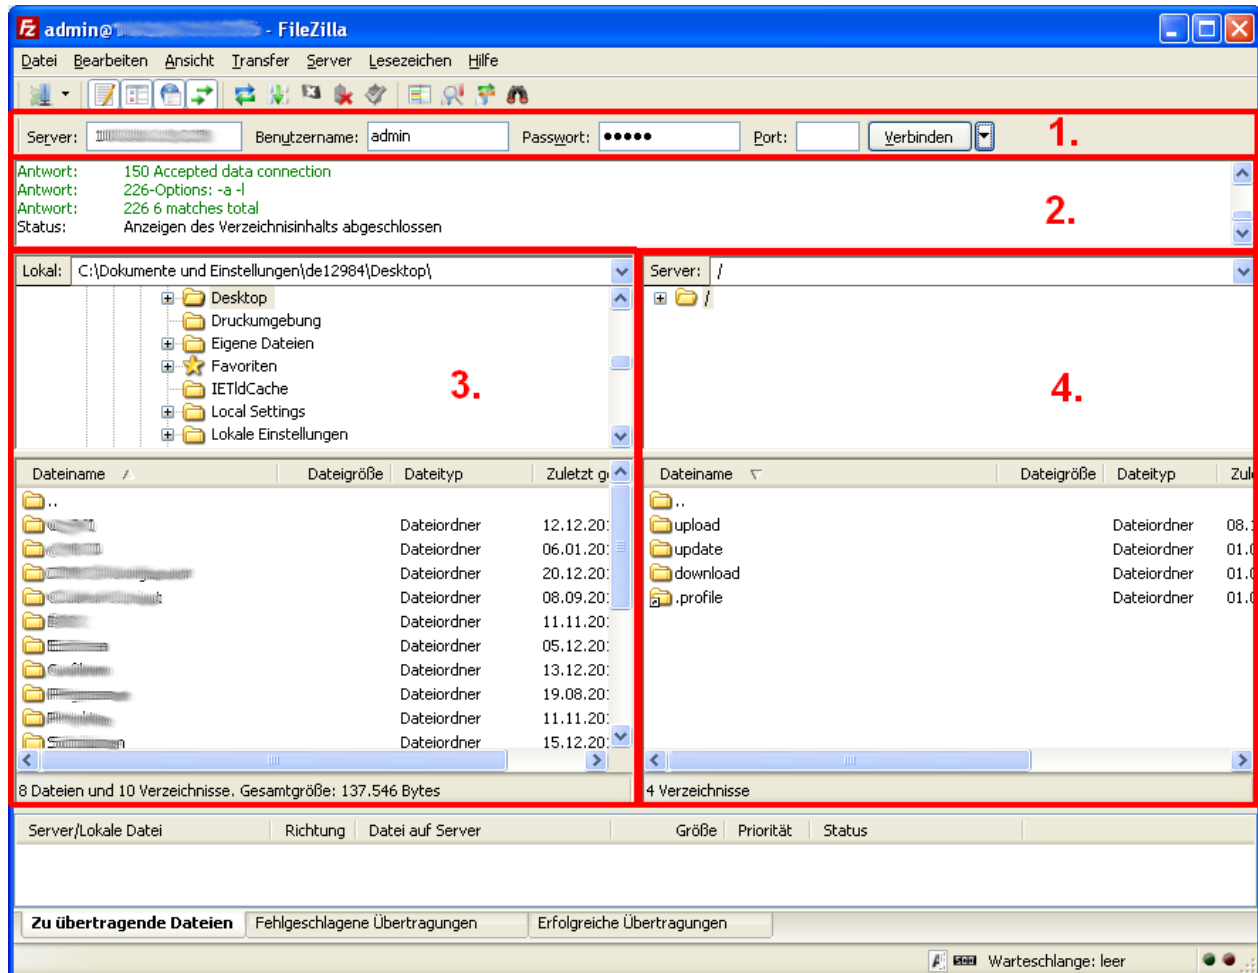 admin@ - FileZilla
Datei Bearbeiten Ansicht Transfer Server Lesezeichen Hilfe
Server: Benutzername: admin Passwort: ●●●●● Port: Verbinden 1.
Antwort: 150 Accepted data connection
Antwort: 226-Options: -a -l
Antwort: 226 6 matches total
Status: Anzeigen des Verzeichnisinhalts abgeschlossen
2.
Lokal: C:\Dokumente und Einstellungen\de12984\Desktop\
Desktop
Druckumgebung
Eigene Dateien
Favoriten
IETldCache
Local Settings
Lokale Einstellungen
3.
Dateiname Dateigröße Dateityp Zuletzt
..
Dateiordner 12.12.20
Dateiordner 06.01.20
Dateiordner 20.12.20
Dateiordner 08.09.20
Dateiordner 11.11.20
Dateiordner 05.12.20
Dateiordner 13.12.20
Dateiordner 19.08.20
Dateiordner 11.11.20
Dateiordner 15.12.20
8 Dateien und 10 Verzeichnisse. Gesamtgröße: 137.546 Bytes
Server: /
/
4.
Dateiname Dateigröße Dateityp Zul
..
upload Dateiordner 08.
update Dateiordner 01.
download Dateiordner 01.
.profile Dateiordner 01.
4 Verzeichnisse
Server/Lokale Datei Richtung Datei auf Server Größe Priorität Status
Zu übertragende Dateien Fehlgeschlagene Übertragungen Erfolgreiche Übertragungen
Warteschlange: leer